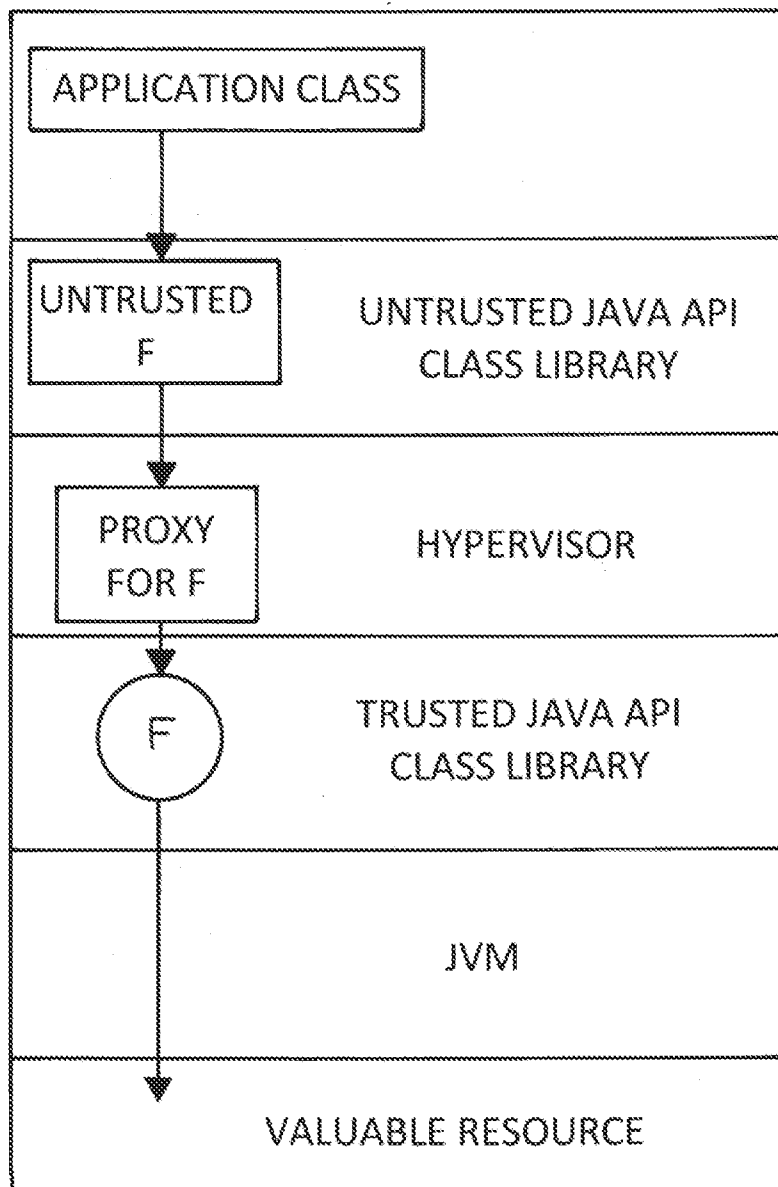 APPLICATION CLASS
UNTRUSTED
F
UNTRUSTED JAVA API
CLASS LIBRARY
PROXY
FOR F
HYPERVISOR
F
TRUSTED JAVA API
CLASS LIBRARY
JVM
VALUABLE RESOURCE